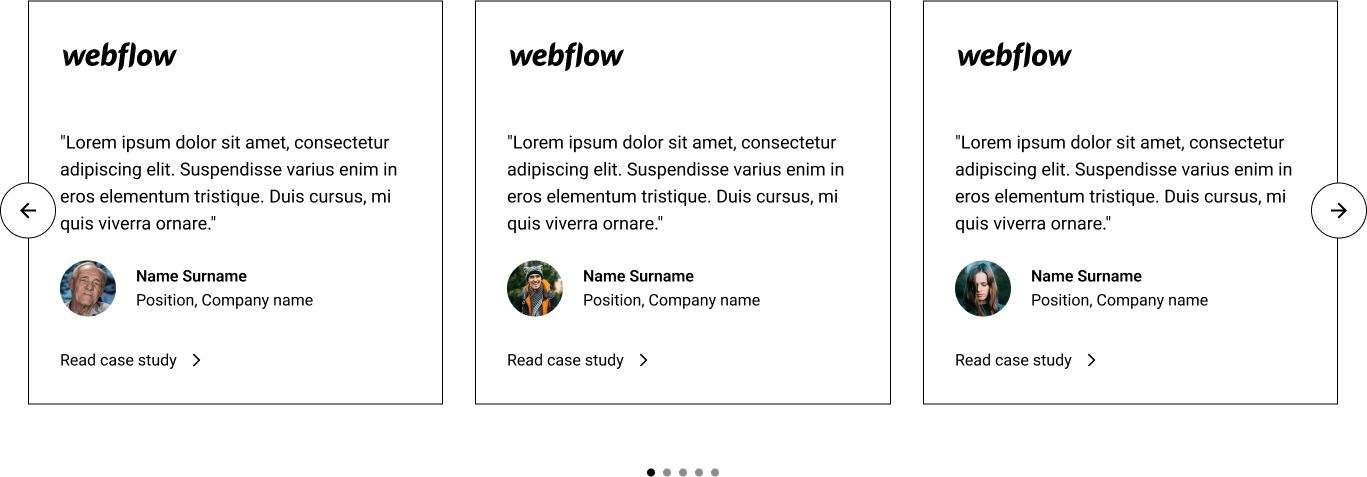 webflow
"Lorem ipsum dolor sit amet, consectetur
adipiscing elit. Suspendisse varius enim in
eros elementum tristique. Duis cursus, mi
quis viverra ornare."
Name Surname
Position, Company name
Read case study
webflow
"Lorem ipsum dolor sit amet, consectetur
adipiscing elit. Suspendisse varius enim in
eros elementum tristique. Duis cursus, mi
quis viverra ornare."
Name Surname
Position, Company name
Read case study
webflow
"Lorem ipsum dolor sit amet, consectetur
adipiscing elit. Suspendisse varius enim in
eros elementum tristique. Duis cursus, mi
quis viverra ornare."
Name Surname
Position, Company name
Read case study